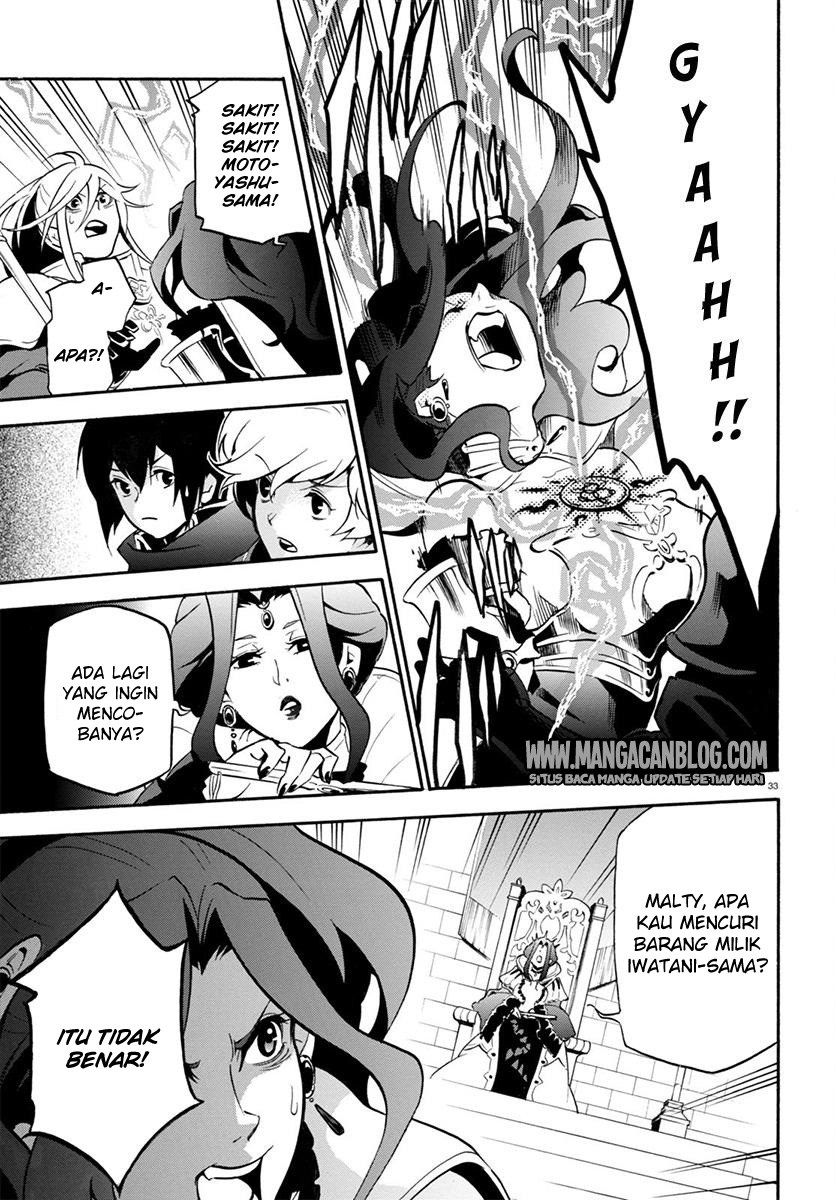 GYAAHH!!
SAKIT!
SAKIT!
SAKIT!
MOTO-
YASHU-
SAMA!
A-
APA?!
ADA LAGI
YANG INGIN
MENCO-
BANYA?
WWW.MANGACANBLOG.COM
SITUS BACA MANGA UPDATE SETIAP HARI
33
MALTY, APA
KAU MENCURI
BARANG MILIK
IWATANI-SAMA?
ITU TIDAK
BENAR!